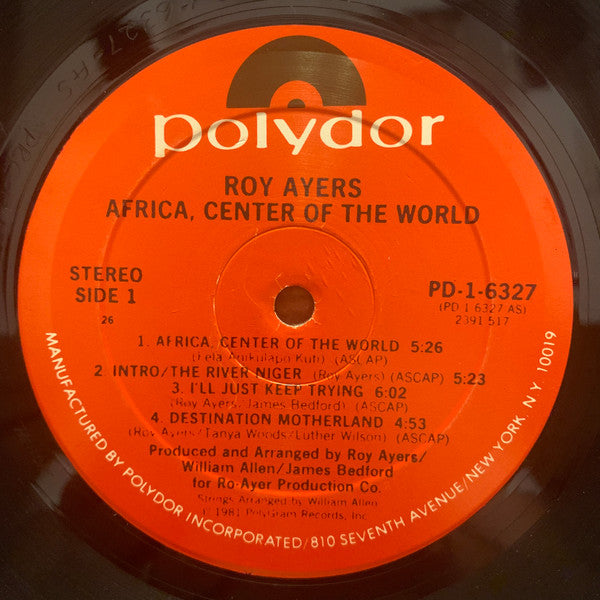 polydor
ROY AYERS
AFRICA, CENTER OF THE WORLD
STEREO
SIDE 1
26
PD-1-6327
(PD 1 6327 AS)
2391 517
1. AFRICA, CENTER OF THE WORLD 5:26
(Fela Anikulapo Kuti) (ASCAP)
2. INTRO/THE RIVER NIGER (Roy Ayers) (ASCAP) 5:23
3. I'LL JUST KEEP TRYING 6:02
(Roy Ayers/James Bedford) (ASCAP)
4. DESTINATION MOTHERLAND 4:53
(Roy Ayers/Tanya Woods/Luther Wilson) (ASCAP)
Produced and Arranged by Roy Ayers/
William Allen/James Bedford
for Ro-Ayer Production Co.
Strings Arranged by William Allen
℗ 1981 PolyGram Records, Inc.
MANUFACTURED BY POLYDOR INCORPORATED/810 SEVENTH AVENUE/NEW YORK, N.Y. 10019